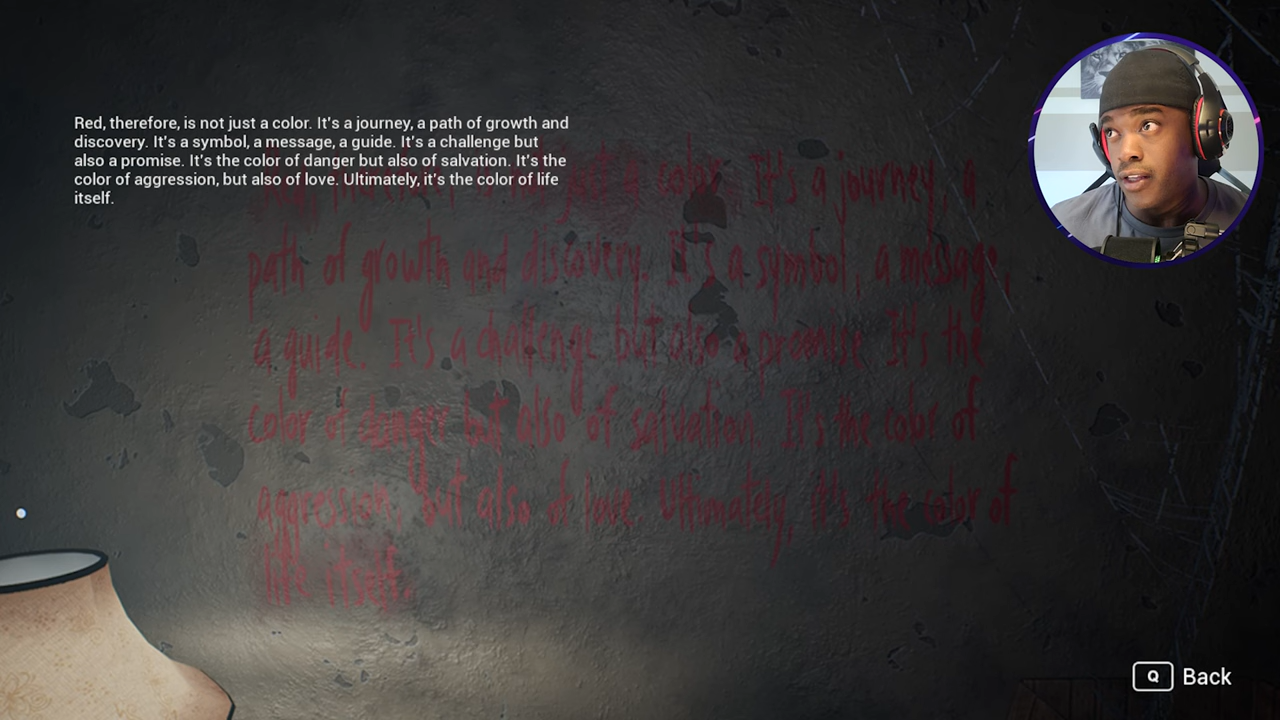 Red, therefore, is not just a color. It's a journey, a path of growth and
discovery. It's a symbol, a message, a guide. It's a challenge but
also a promise. It's the color of danger but also of salvation. It's the
color of aggression, but also of love. Ultimately, it's the color of life
itself.
just a color. It's a journey, a
path of growth and discovery. It's a symbol, a message,
a guide. It's a challenge but also a promise. It's the
color of danger but also of salvation. It's the color of
aggression, but also of love. Ultimately, it's the color of
life itself.
Q Back